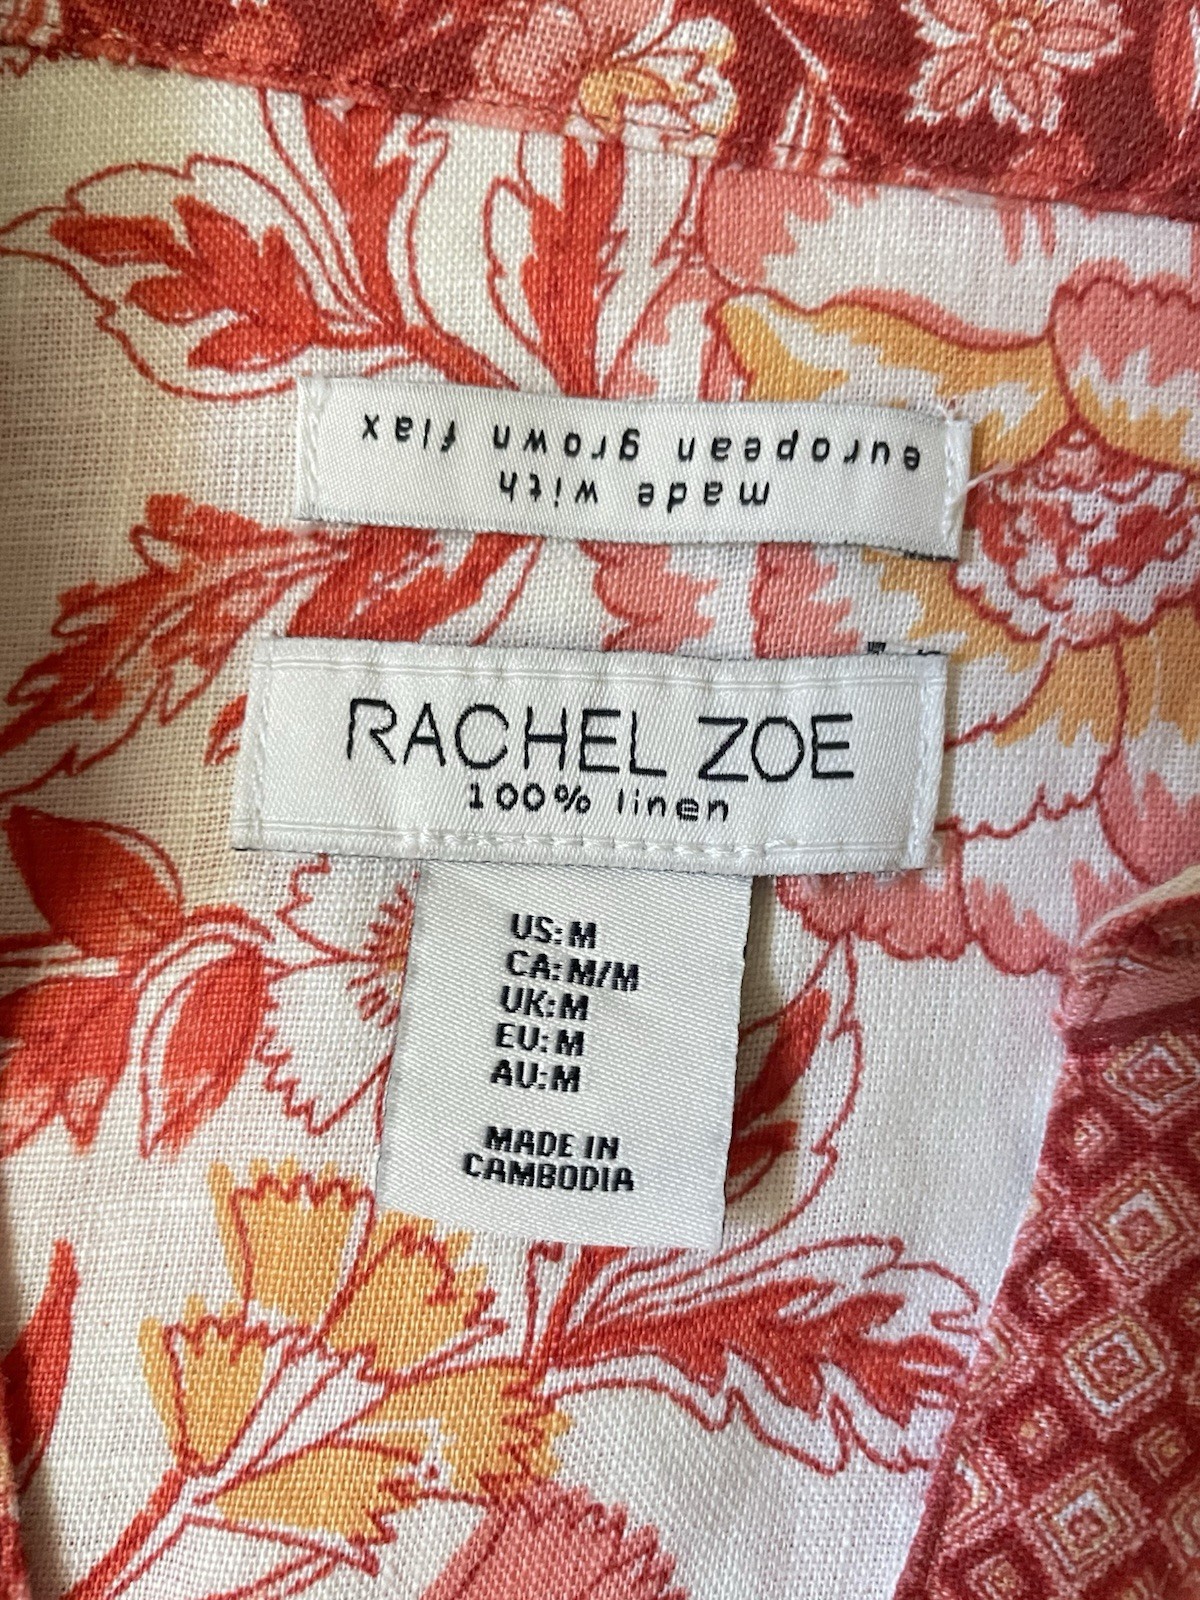 made with
european grown flax
RACHEL ZOE
100% linen
US: M
CA: M/M
UK: M
EU: M
AU: M
MADE IN
CAMBODIA